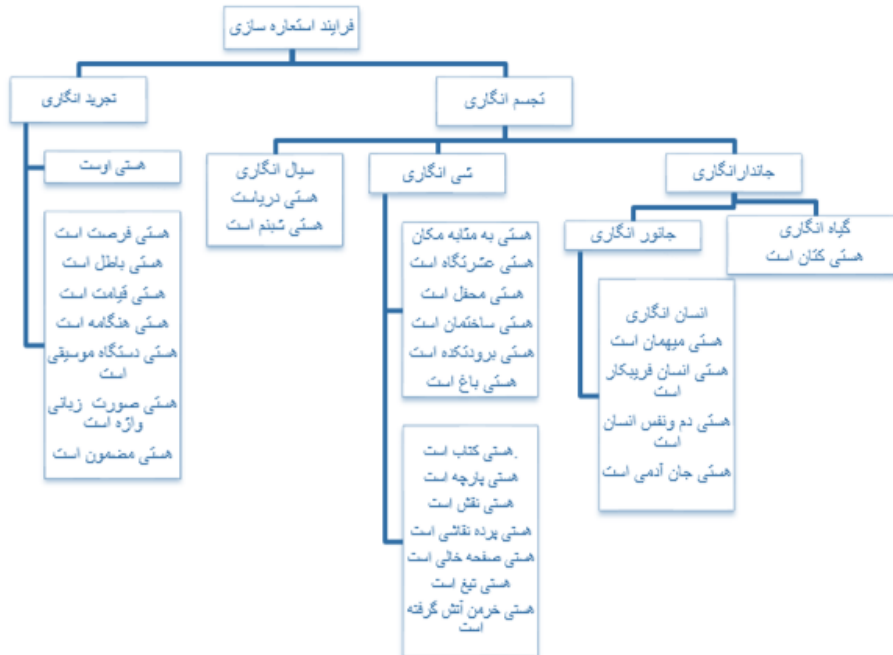 فرایند استعاره سازی
تجسم انگاری
تجرید انگاری
جاندارانگاری
شی انگاری
سیال انگاری
هستی دریاست
هستی شبنم است
هستی اوست
گیاه انگاری
هستی کتان است
جانور انگاری
انسان انگاری
هستی میهمان است
هستی انسان فریبکار
است
هستی دم ونفس انسان
است
هستی جان آدمی است
هستی به مثابه مکان
هستی عشرتگاه است
هستی محفل است
هستی ساختمان است
هستی برودتکده است
هستی باغ است
.هستی کتاب است
هستی پارچه است
هستی نقش است
هستی پرده نقاشی است
هستی صفحه خالی است
هستی تیغ است
هستی خرمن آتش گرفته
است
هستی فرصت است
هستی باطل است
هستی قیامت است
هستی هنگامه است
هستی دستگاه موسیقی
است
هستی صورت زبانی
واژه است
هستی مضمون است